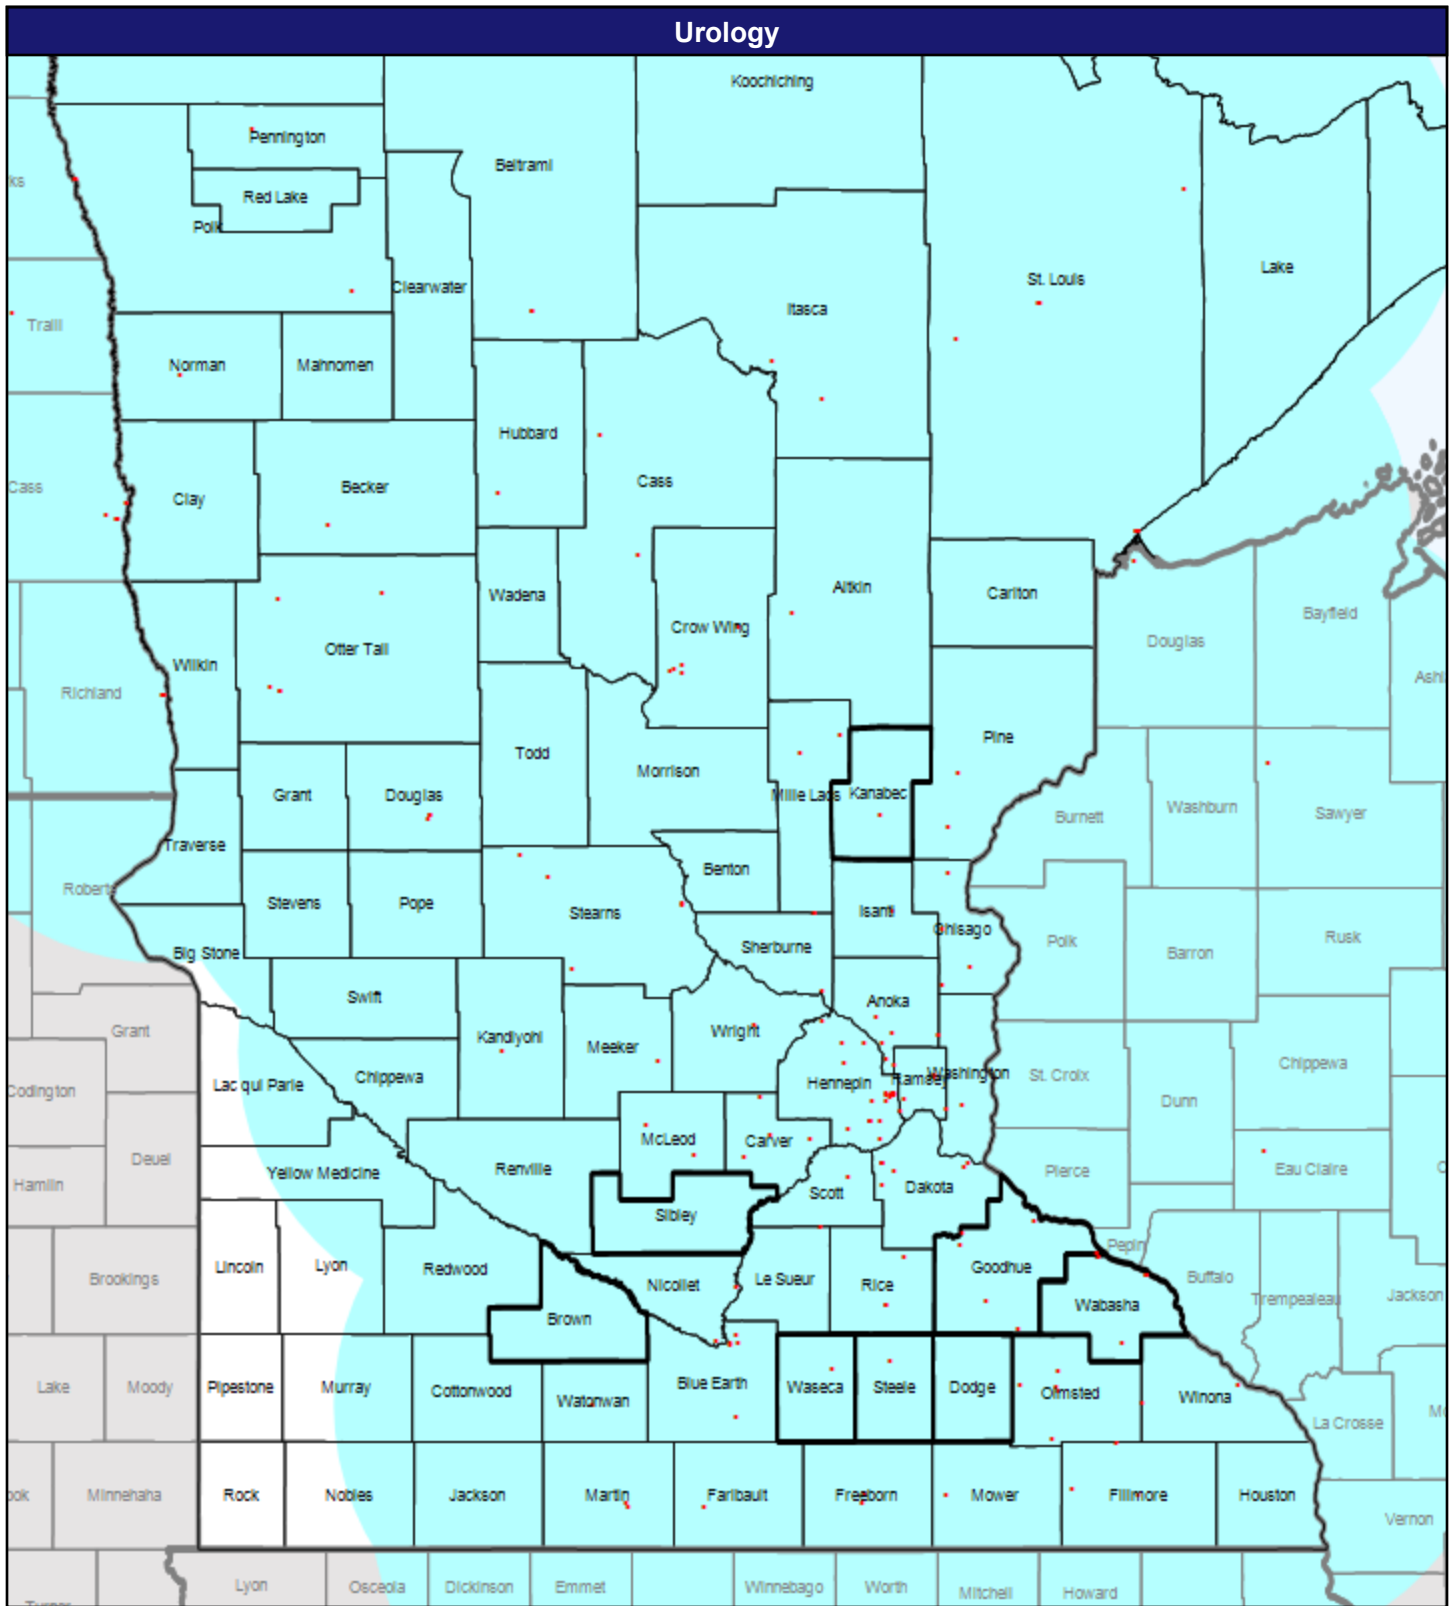 Urology
Koochiching
Pennington
Beltrami
ks
Red Lake
Polk
Lake
St. Louis
Clearwater
Itasca
Traill
Norman
Mahnomen
Hubbard
Cass
Cass
Becker
Clay
Aitkin
Carlton
Wadena
Bayfield
Crow Wing
Douglas
Otter Tail
Wilkin
Richland
Ashl
Pine
Todd
Morrison
Grant
Douglas
Mille Lacs
Kanabec
Washburn
Sawyer
Burnett
Traverse
Benton
Roberts
Stevens
Pope
Stearns
Isanti
Chisago
Rusk
Polk
Sherburne
Barron
Big Stone
Swift
Anoka
Grant
Wright
Kandiyohi
Meeker
Chippewa
Chippewa
Ramsey
Washington
St. Croix
Lac qui Parle
Hennepin
Codington
Dunn
McLeod
Carver
Deuel
Renville
Eau Claire
C
Yellow Medicine
Pierce
Hamlin
Scott
Dakota
Sibley
Pepin
Lincoln
Lyon
Redwood
Goodhue
Brookings
Nicollet
Le Sueur
Rice
Buffalo
Jackson
Trempealeau
Wabasha
Brown
Lake
Moody
Pipestone
Murray
Cottonwood
Watonwan
Blue Earth
Waseca
Steele
Dodge
Olmsted
Winona
La Crosse
Mo
ook
Minnehaha
Rock
Nobles
Jackson
Martin
Faribault
Freeborn
Mower
Fillmore
Houston
Vernon
Lyon
Osceola
Dickinson
Emmet
Winnebago
Worth
Mitchell
Howard
Turner